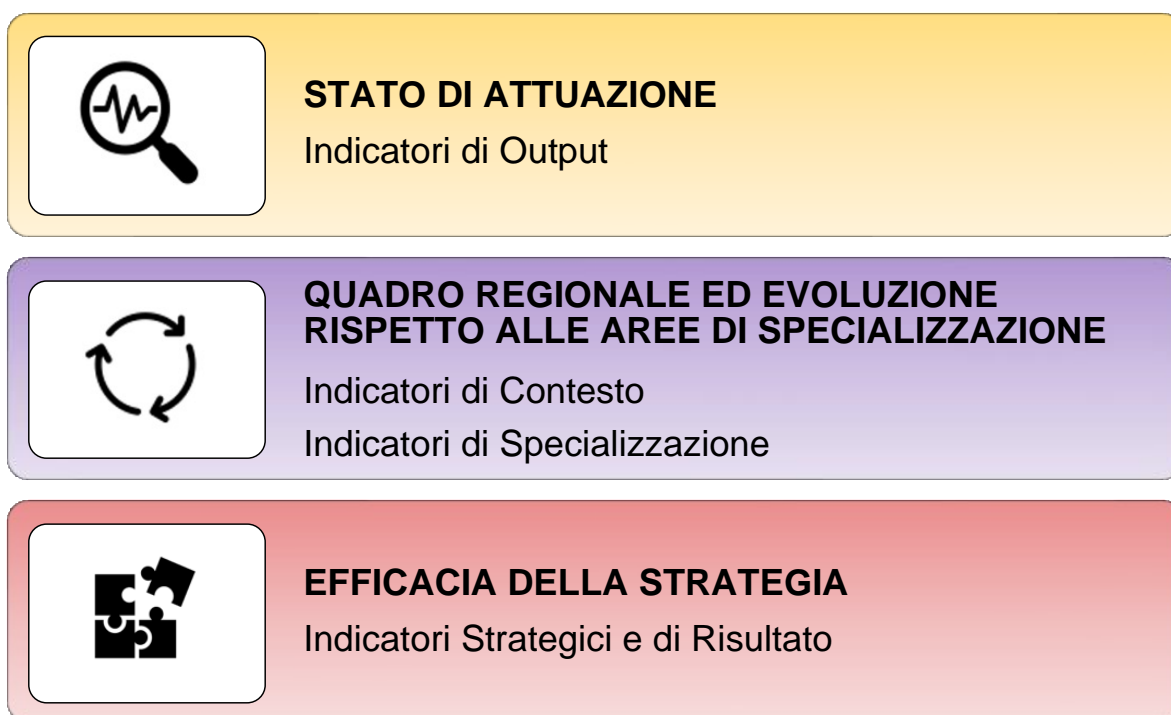 STATO DI ATTUAZIONE
Indicatori di Output
QUADRO REGIONALE ED EVOLUZIONE
RISPETTO ALLE AREE DI SPECIALIZZAZIONE
Indicatori di Contesto
Indicatori di Specializzazione
EFFICACIA DELLA STRATEGIA
Indicatori Strategici e di Risultato